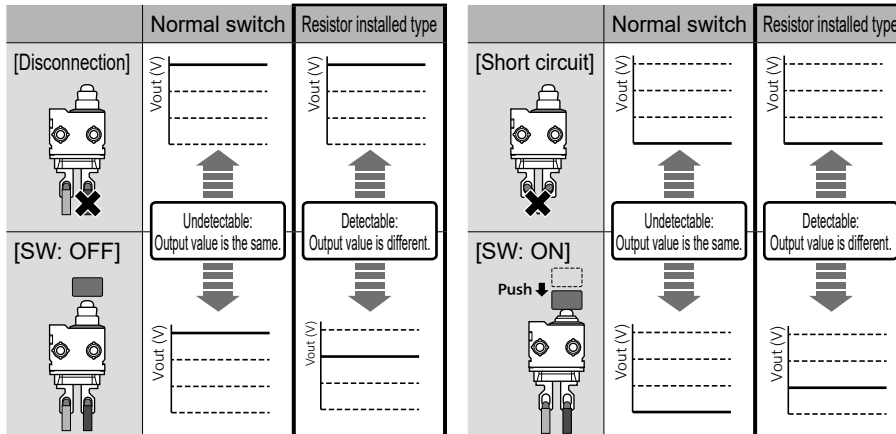 Normal switch
Resistor installed type
[Disconnection]
Vout (V)
Vout (V)
Undetectable:
Output value is the same.
Detectable:
Output value is different.
[SW: OFF]
Vout (V)
Vout (V)
Normal switch
Resistor installed type
[Short circuit]
Vout (V)
Vout (V)
Undetectable:
Output value is the same.
Detectable:
Output value is different.
[SW: ON]
Push
Vout (V)
Vout (V)